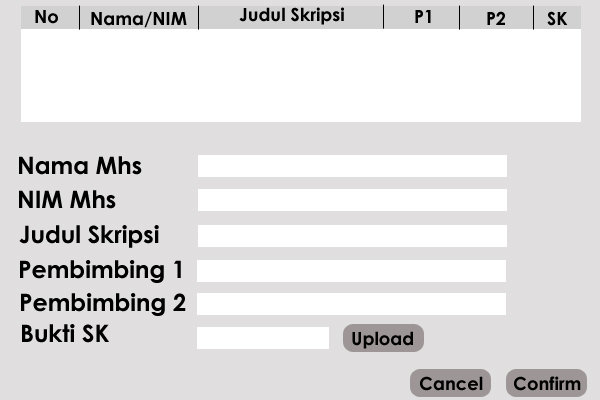 No Nama/NIM Judul Skripsi P1 P2 SK
Nama Mhs
NIM Mhs
Judul Skripsi
Pembimbing 1
Pembimbing 2
Bukti SK Upload
Cancel Confirm